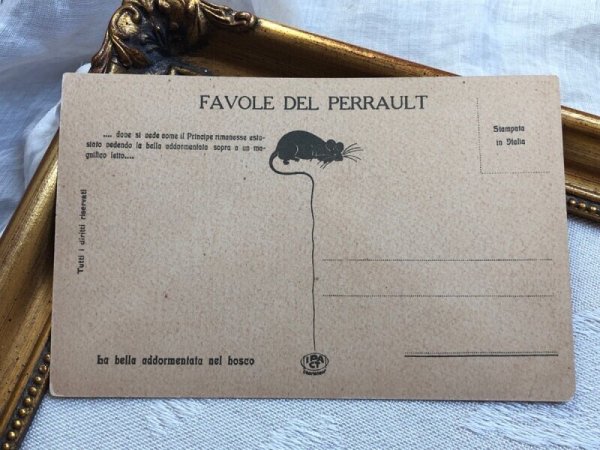 FAVOLE DEL PERRAULT
.... dove si vede come il Principe rimanesse esta-
siato vedendo la bella addormentata sopra a un ma-
gnifico letto....
Stampata
in Italia
Tutti i diritti riservati
La bella addormentata nel bosco